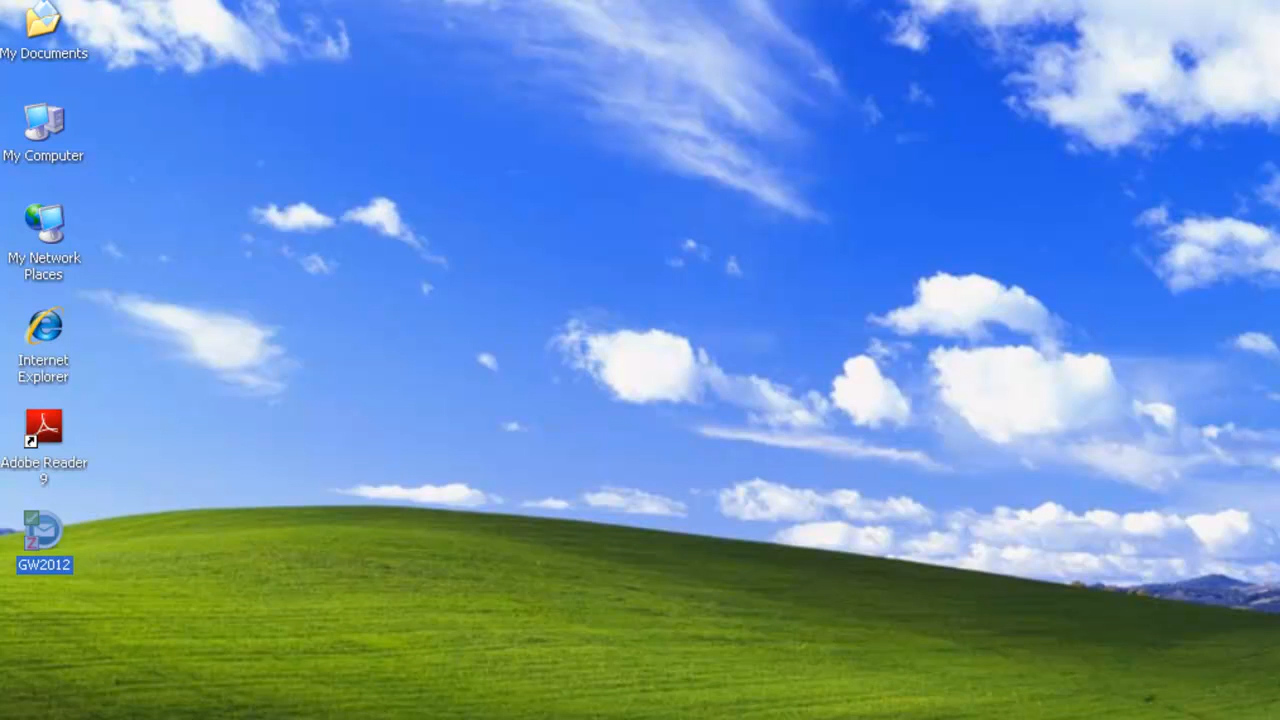 My Documents
My Computer
My Network
Places
Internet
Explorer
Adobe Reader
9
GW2012